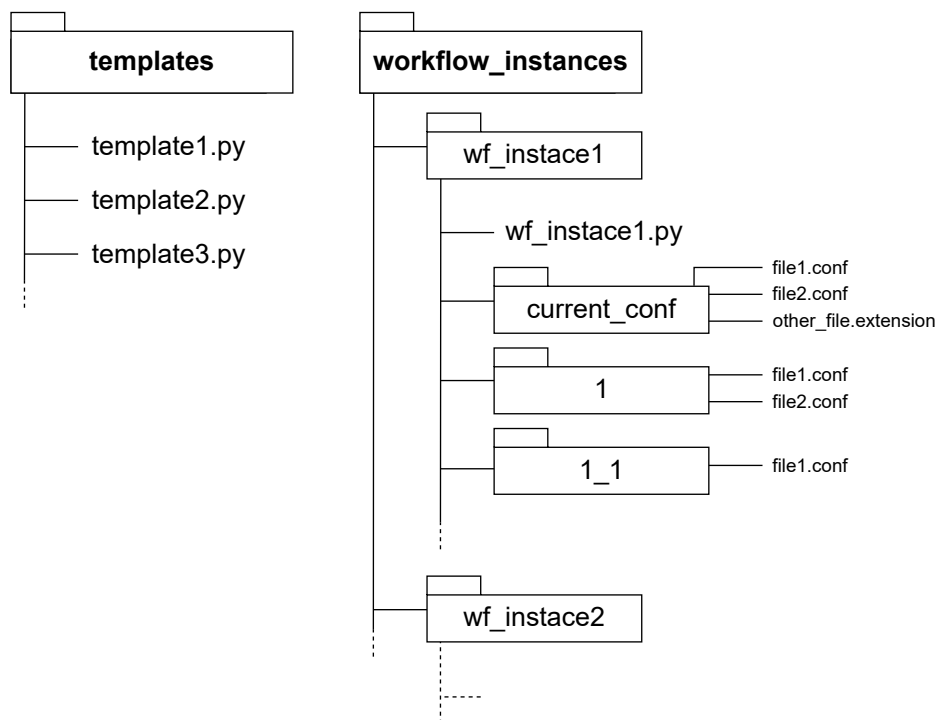 templates
template1.py
template2.py
template3.py
workflow_instances
wf_instace1
wf_instace1.py
current_conf
file1.conf
file2.conf
other_file.extension
1
file1.conf
file2.conf
1_1
file1.conf
wf_instace2